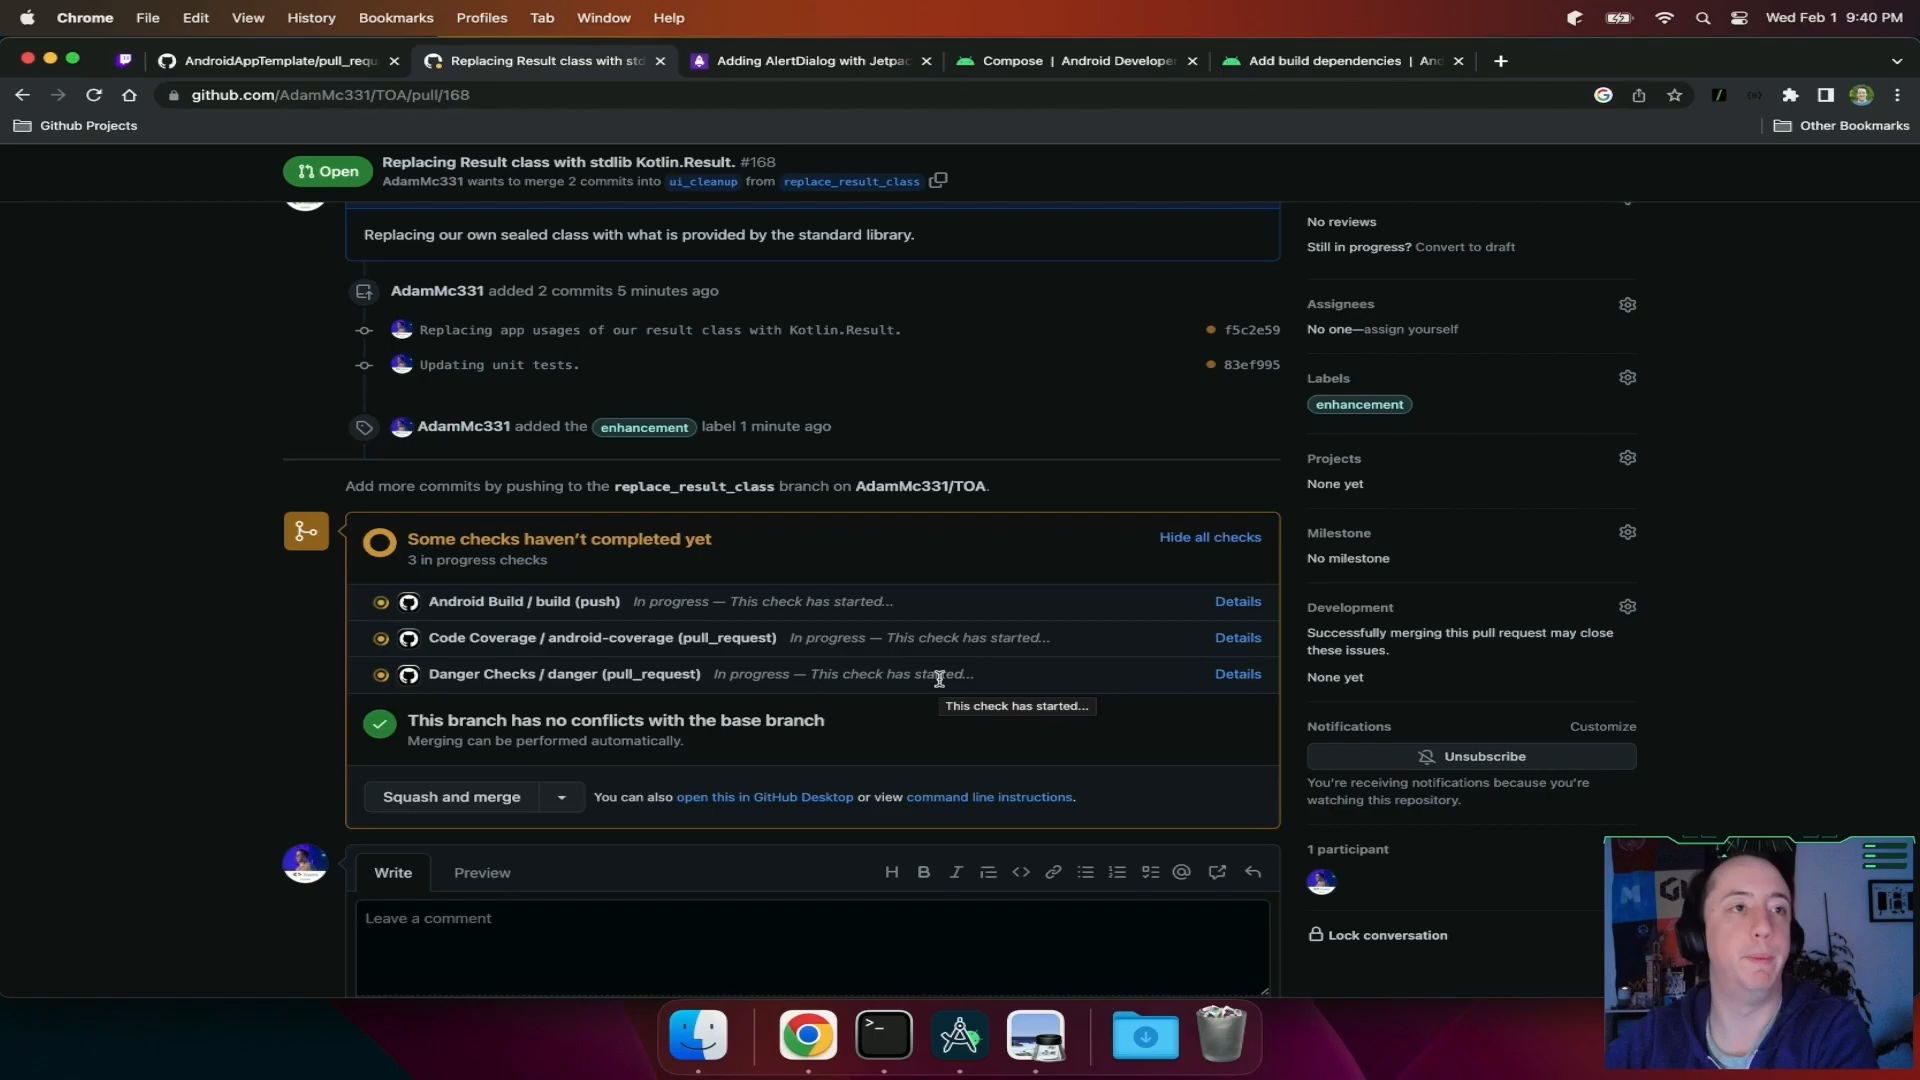 Chrome File Edit View History Bookmarks Profiles Tab Window Help
Wed Feb 1 9:40 PM
AndroidAppTemplate/pull_requ
Replacing Result class with std
Adding AlertDialog with Jetpac
Compose | Android Develope
Add build dependencies | And
github.com/AdamMc331/TOA/pull/168
Github Projects
Other Bookmarks
Open
Replacing Result class with stdlib Kotlin.Result. #168
AdamMc331 wants to merge 2 commits into ui_cleanup from replace_result_class
Replacing our own sealed class with what is provided by the standard library.
AdamMc331 added 2 commits 5 minutes ago
Replacing app usages of our result class with Kotlin.Result. f5c2e59
Updating unit tests. 83ef995
AdamMc331 added the enhancement label 1 minute ago
Add more commits by pushing to the replace_result_class branch on AdamMc331/TOA.
Some checks haven't completed yet
Hide all checks
3 in progress checks
Android Build / build (push) In progress — This check has started... Details
Code Coverage / android-coverage (pull_request) In progress — This check has started... Details
Danger Checks / danger (pull_request) In progress — This check has started... Details
This check has started...
This branch has no conflicts with the base branch
Merging can be performed automatically.
Squash and merge
You can also open this in GitHub Desktop or view command line instructions.
Write Preview
Leave a comment
No reviews
Still in progress? Convert to draft
Assignees
No one—assign yourself
Labels
enhancement
Projects
None yet
Milestone
No milestone
Development
Successfully merging this pull request may close
these issues.
None yet
Notifications Customize
Unsubscribe
You're receiving notifications because you're
watching this repository.
1 participant
Lock conversation